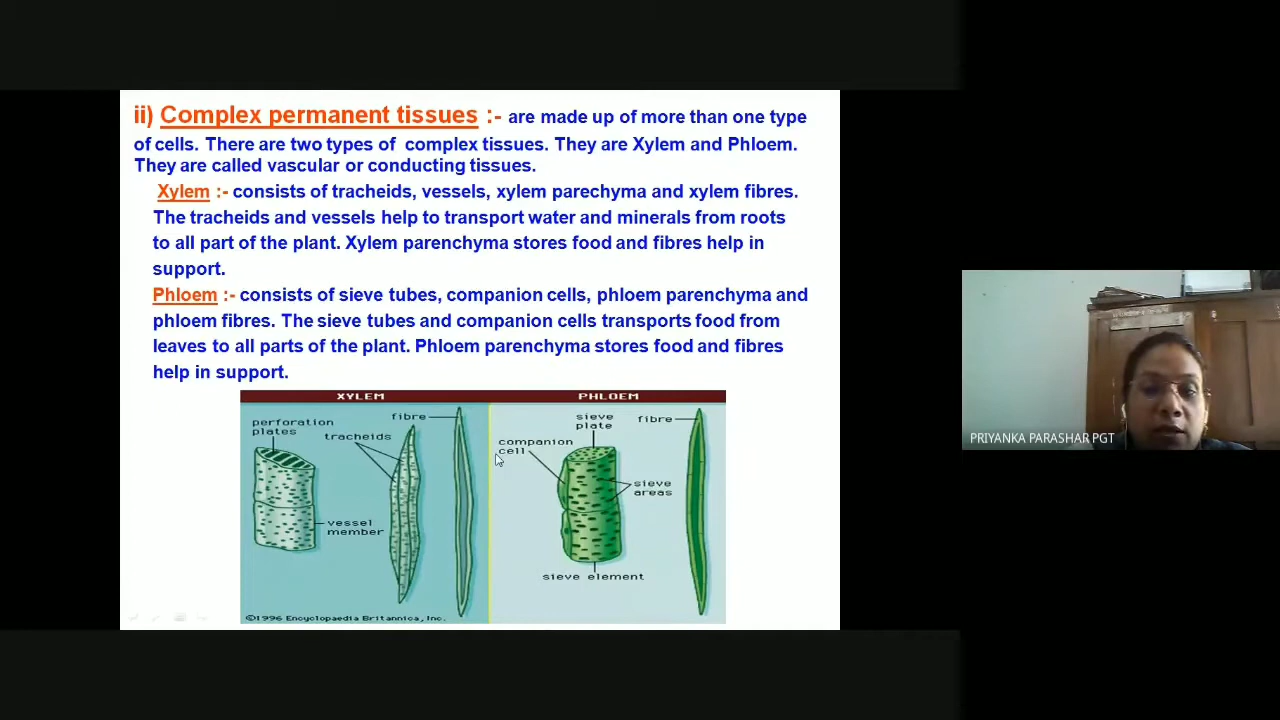 ii) Complex permanent tissues :- are made up of more than one type
of cells. There are two types of complex tissues. They are Xylem and Phloem.
They are called vascular or conducting tissues.
Xylem :- consists of tracheids, vessels, xylem parechyma and xylem fibres.
The tracheids and vessels help to transport water and minerals from roots
to all part of the plant. Xylem parenchyma stores food and fibres help in
support.
Phloem :- consists of sieve tubes, companion cells, phloem parenchyma and
phloem fibres. The sieve tubes and companion cells transports food from
leaves to all parts of the plant. Phloem parenchyma stores food and fibres
help in support.
XYLEM
perforation
plates
tracheids
fibre
vessel
member
©1996 Encyclopaedia Britannica, Inc.
PHLOEM
sieve
plate
fibre
companion
cell
sieve
areas
sieve element
PRIYANKA PARASHAR PGT